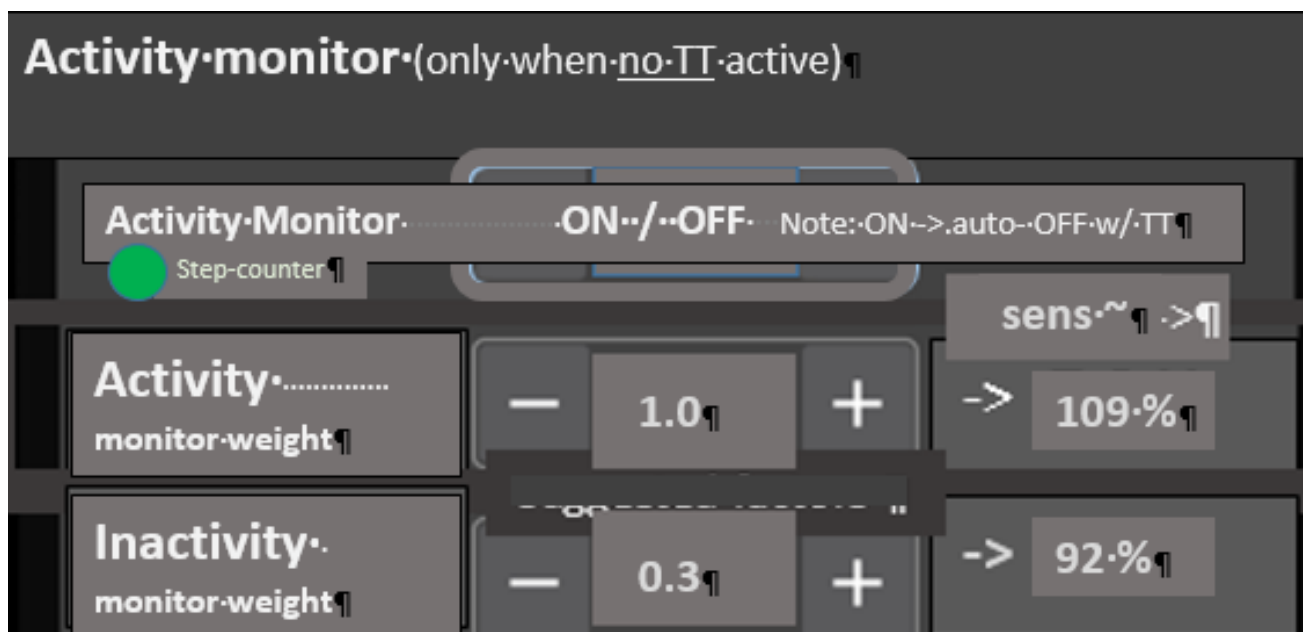 Activity·monitor·(only·when·no·TT·active)¶
Activity·Monitor· ·ON··/··OFF· Note:·ON·->.auto-·OFF·w/·TT¶
Step-counter¶
sens·~¶ ·>¶
Activity·
monitor·weight¶
— 1.0¶ +
-> 109·%¶
Inactivity·
monitor·weight¶
— 0.3¶ +
-> 92·%¶